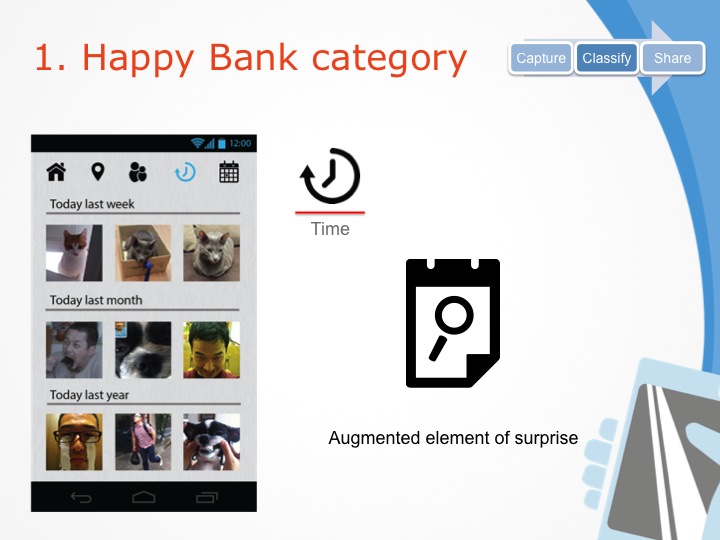 1. Happy Bank category
Capture
Classify
Share
12:00
Today last week
Today last month
Today last year
Time
Augmented element of surprise